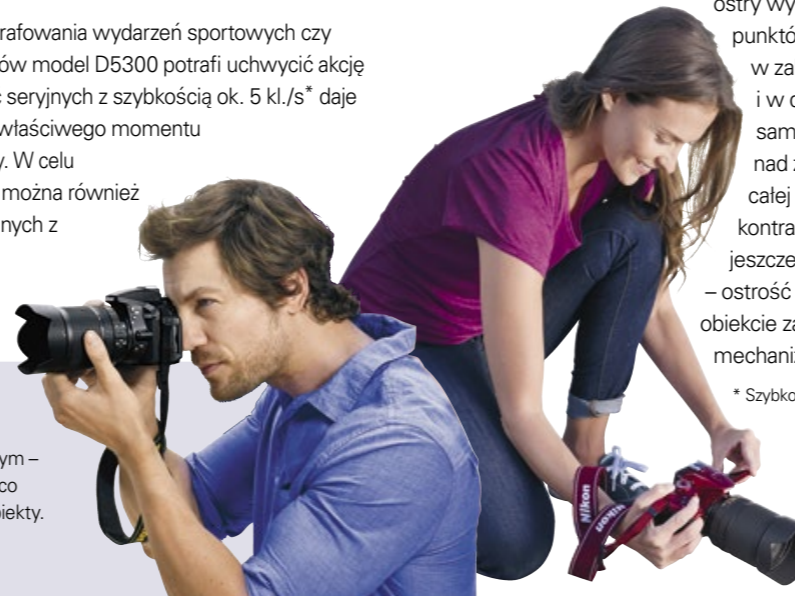 rafowania wydarzeń sportowych czy
ów model D5300 potrafi uchwycić akcję
seryjnych z szybkością ok. 5 kl./s* daje
właściwego momentu
W celu
można również
nych z
ym –
co
iekty.
ostry wy
punktó
w za
i w
sam
nad
całej
kontra
jeszcze
– ostrość
obiekcie za
mechani
* Szybko
Nikon
Nikon